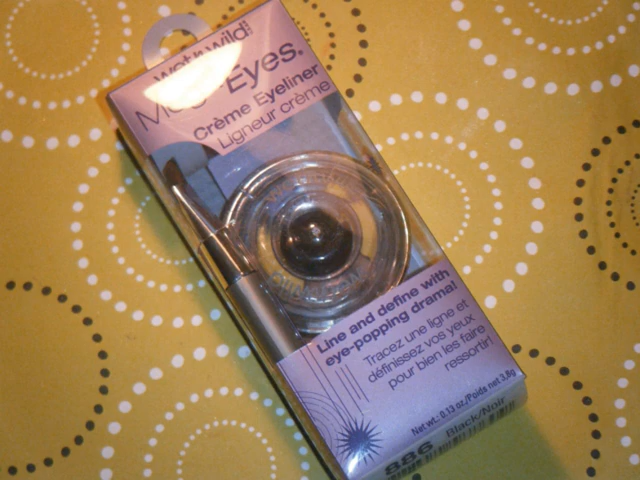 wet n wild
Eyes.
Crème Eyeliner
Ligneur crème
Line and define with
eye-popping drama!
Tracez une ligne et
définissez vos yeux
pour bien les faire
ressortir!
Net wt.: 0.13 oz./Poids net 3,8g
886 Black/Noir